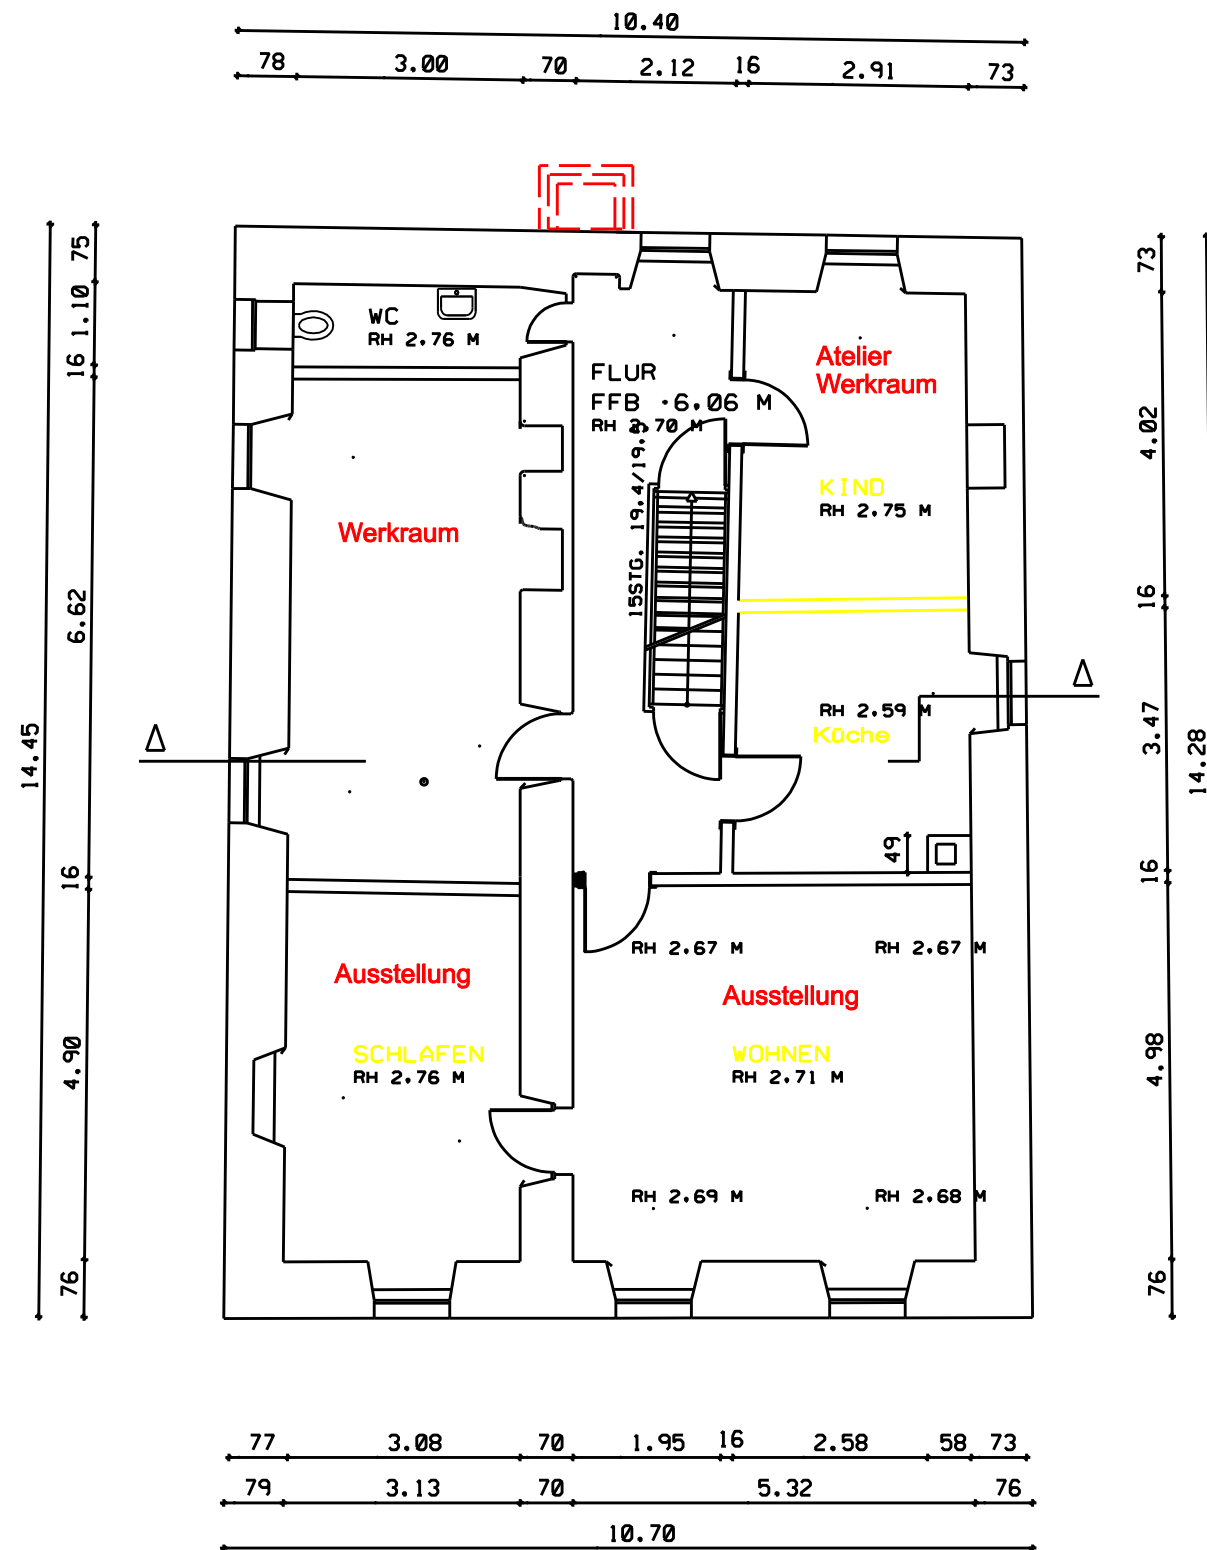 10.40
78 3.00 70 2.12 16 2.91 73
75
1.10
16
6.62
14.45
16
4.90
76
73
4.02
16
3.47
14.28
16
4.98
76
WC
RH 2.76 M
FLUR
FFB ·6.06 M
RH 2.70 M
15STG. 19.4/19.5
Atelier
Werkraum
KIND
RH 2.75 M
Werkraum
RH 2.59 M
Küche
49
RH 2.67 M
RH 2.67 M
Ausstellung
Ausstellung
SCHLAFEN
RH 2.76 M
WOHNEN
RH 2.71 M
RH 2.69 M
RH 2.68 M
77 3.08 70 1.95 16 2.58 58 73
79 3.13 70 5.32 76
10.70